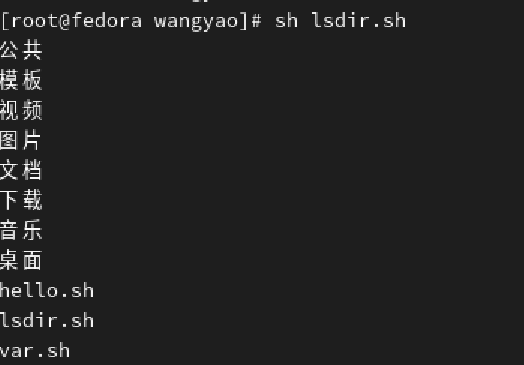 [root@fedora wangyao]# sh lsdir.sh
公共
模板
视频
图片
文档
下载
音乐
桌面
hello.sh
lsdir.sh
var.sh